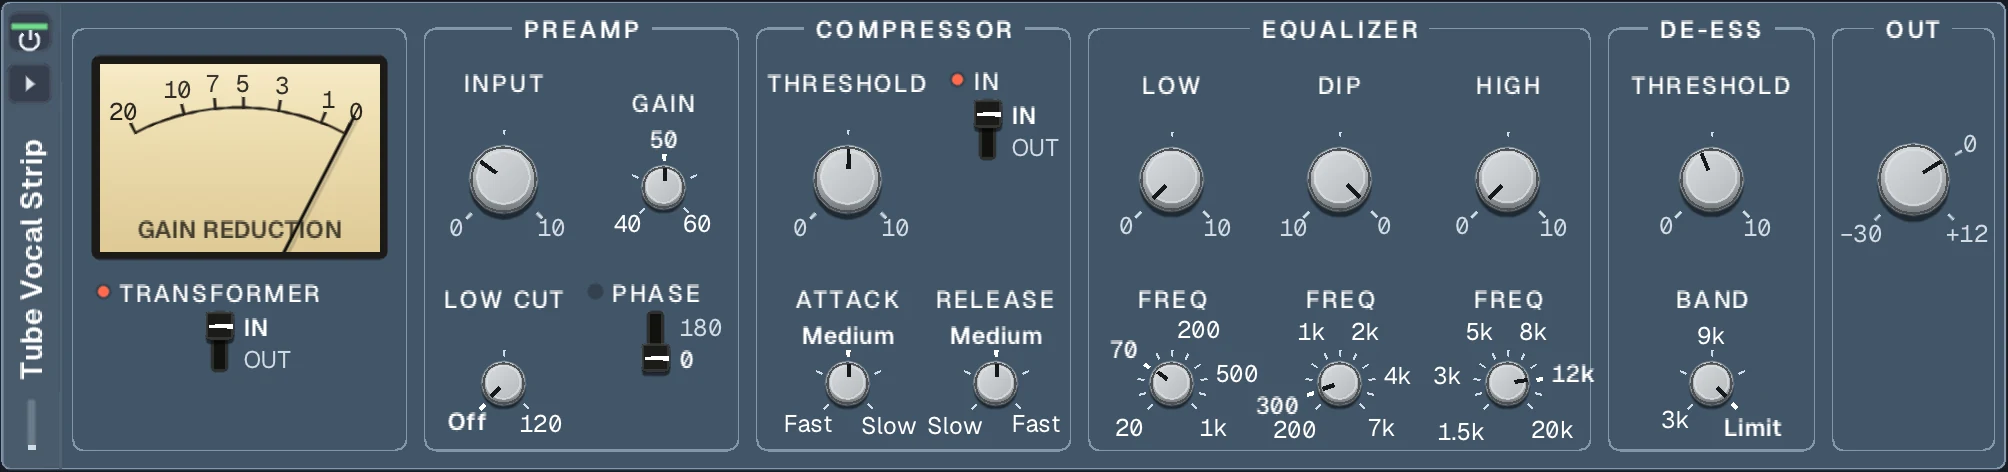 Tube Vocal Strip
20 10 7 5 3 1 0
GAIN REDUCTION
TRANSFORMER
IN
OUT
PREAMP
INPUT
0 10
GAIN
50
40 60
LOW CUT
Off 120
PHASE
180
0
COMPRESSOR
THRESHOLD
0 10
IN
IN
OUT
ATTACK
Medium
Fast Slow
RELEASE
Medium
Slow Fast
EQUALIZER
LOW
0 10
DIP
10 0
HIGH
0 10
FREQ
200
70
500
20 1k
FREQ
1k 2k
4k
300
200 7k
FREQ
5k 8k
3k 12k
1.5k 20k
DE-ESS
THRESHOLD
0 10
BAND
9k
3k Limit
OUT
-0
-30 +12